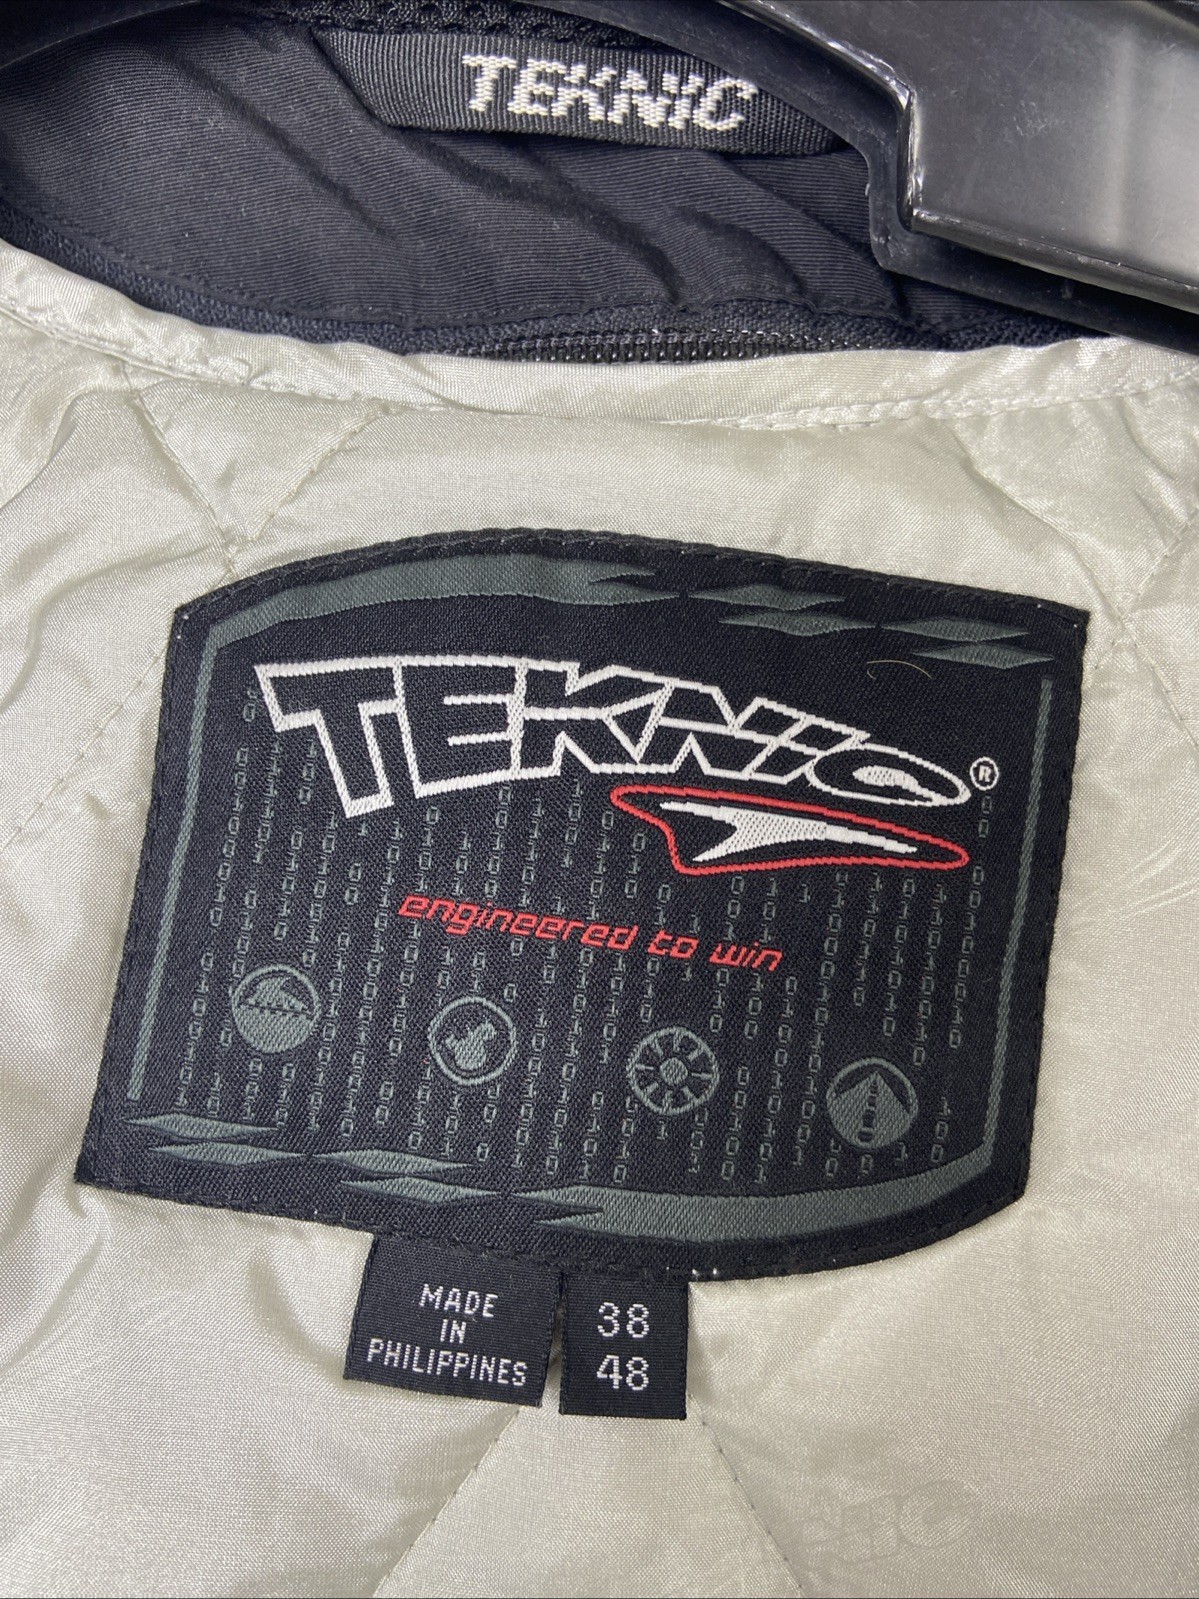 TEKNIC
TEKNIC®
engineered to win
MADE
IN
PHILIPPINES
38
48